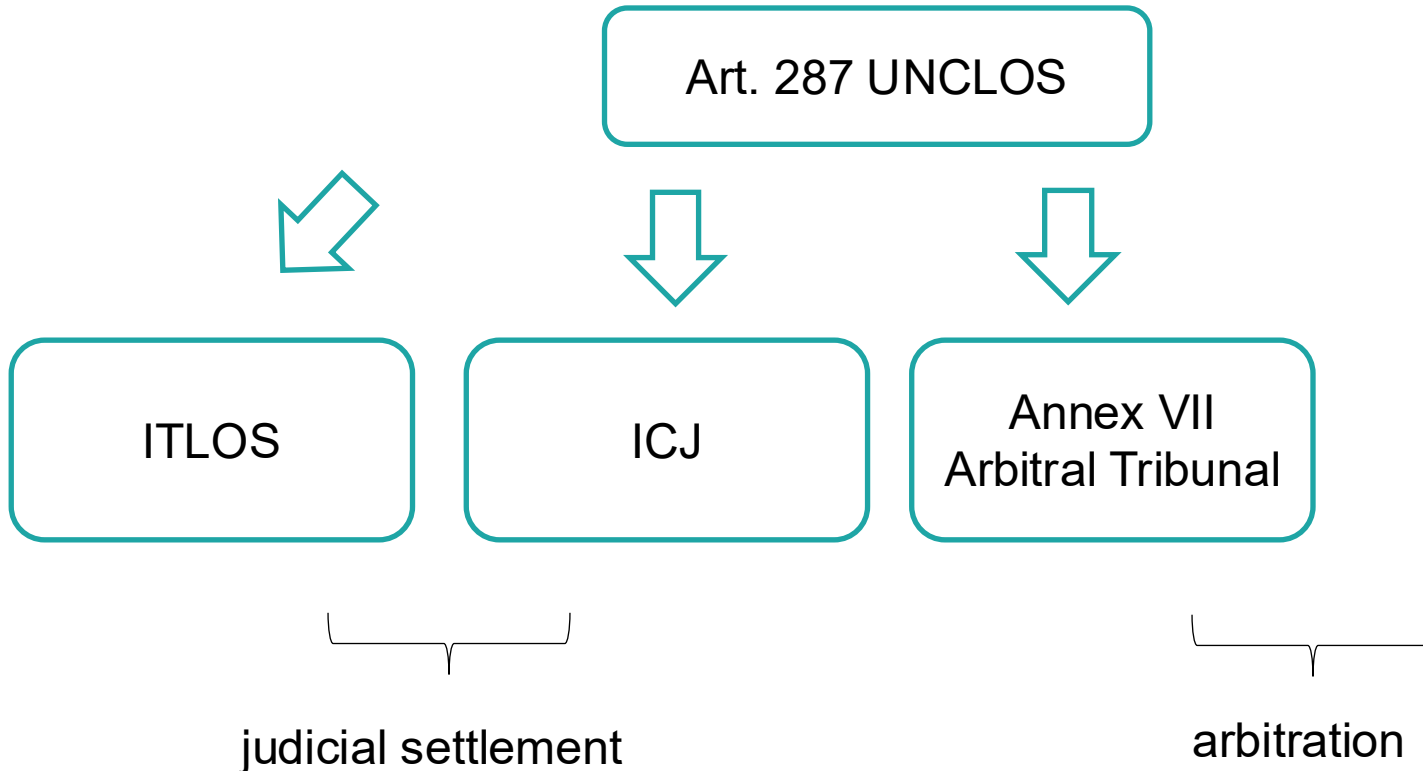 Art. 287 UNCLOS
ITLOS
ICJ
Annex VII
Arbitral Tribunal
judicial settlement
arbitration